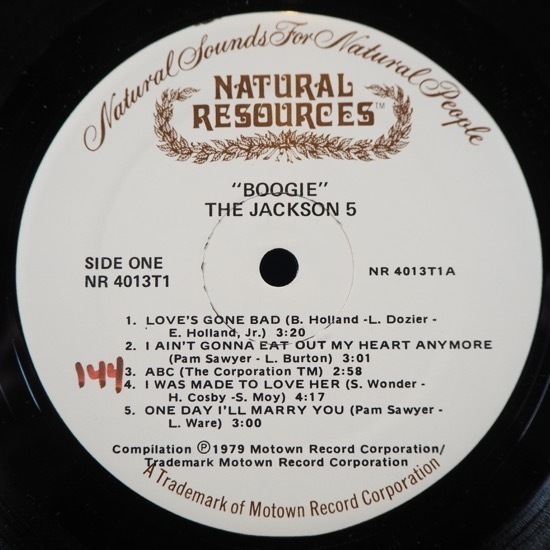 Natural Sounds For Natural People
NATURAL
RESOURCES™
"BOOGIE"
THE JACKSON 5
SIDE ONE
NR 4013T1
NR 4013T1A
1. LOVE'S GONE BAD (B. Holland -L. Dozier -
E. Holland, Jr.) 3:20
2. I AIN'T GONNA EAT OUT MY HEART ANYMORE
(Pam Sawyer - L. Burton) 3:01
144
3. ABC (The Corporation TM) 2:58
4. I WAS MADE TO LOVE HER (S. Wonder -
H. Cosby -S. Moy) 4:17
5. ONE DAY I'LL MARRY YOU (Pam Sawyer -
L. Ware) 3:00
Compilation ℗1979 Motown Record Corporation/
Trademark Motown Record Corporation
A Trademark of Motown Record Corporation